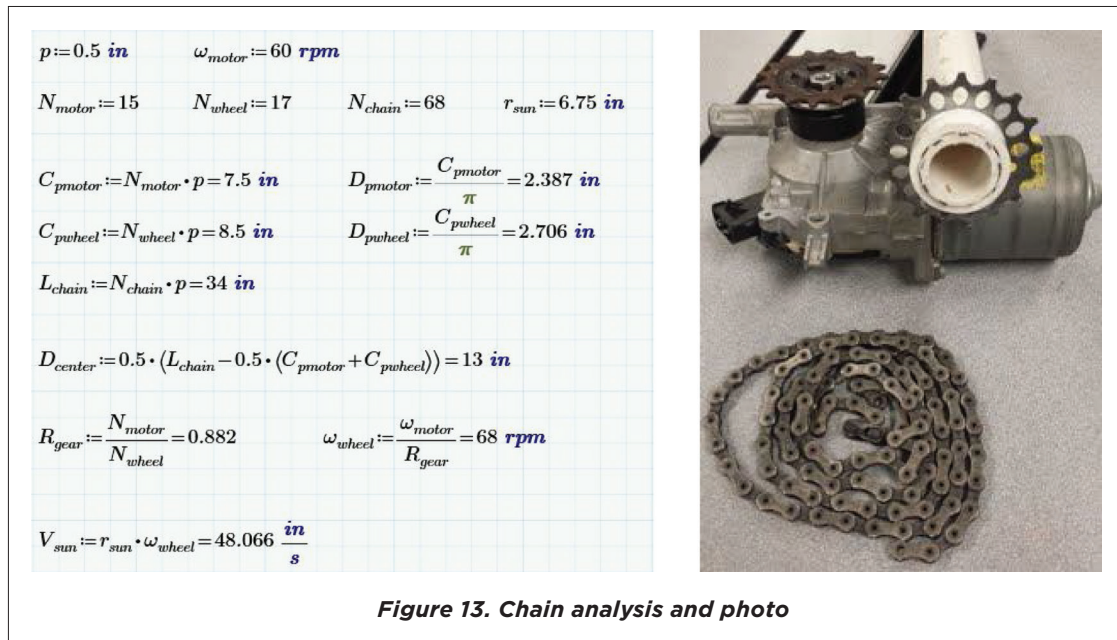 p:=0.5 in ω_motor:=60 rpm
N_motor:=15 N_wheel:=17 N_chain:=68 r_sun:=6.75 in
C_pmotor:=N_motor•p=7.5 in D_pmotor:=C_pmotor/π=2.387 in
C_pwheel:=N_wheel•p=8.5 in D_pwheel:=C_pwheel/π=2.706 in
L_chain:=N_chain•p=34 in
D_center:=0.5•(L_chain−0.5•(C_pmotor+C_pwheel))=13 in
R_gear:=N_motor/N_wheel=0.882 ω_wheel:=ω_motor/R_gear=68 rpm
V_sun:=r_sun•ω_wheel=48.066 in/s
Figure 13. Chain analysis and photo